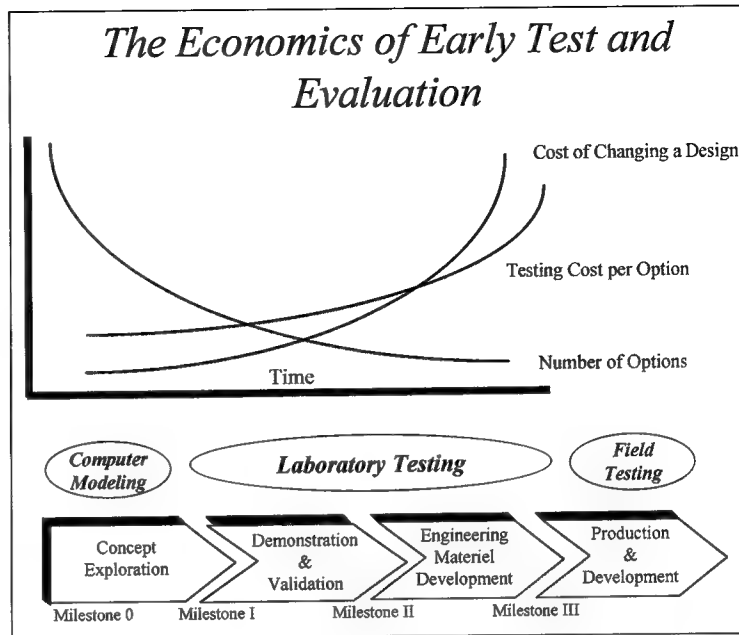 The Economics of Early Test and
Evaluation
Cost of Changing a Design
Testing Cost per Option
Number of Options
Time
Computer
Modeling
Laboratory Testing
Field
Testing
Concept
Exploration
Demonstration
&
Validation
Engineering
Materiel
Development
Production
&
Development
Milestone 0
Milestone I
Milestone II
Milestone III